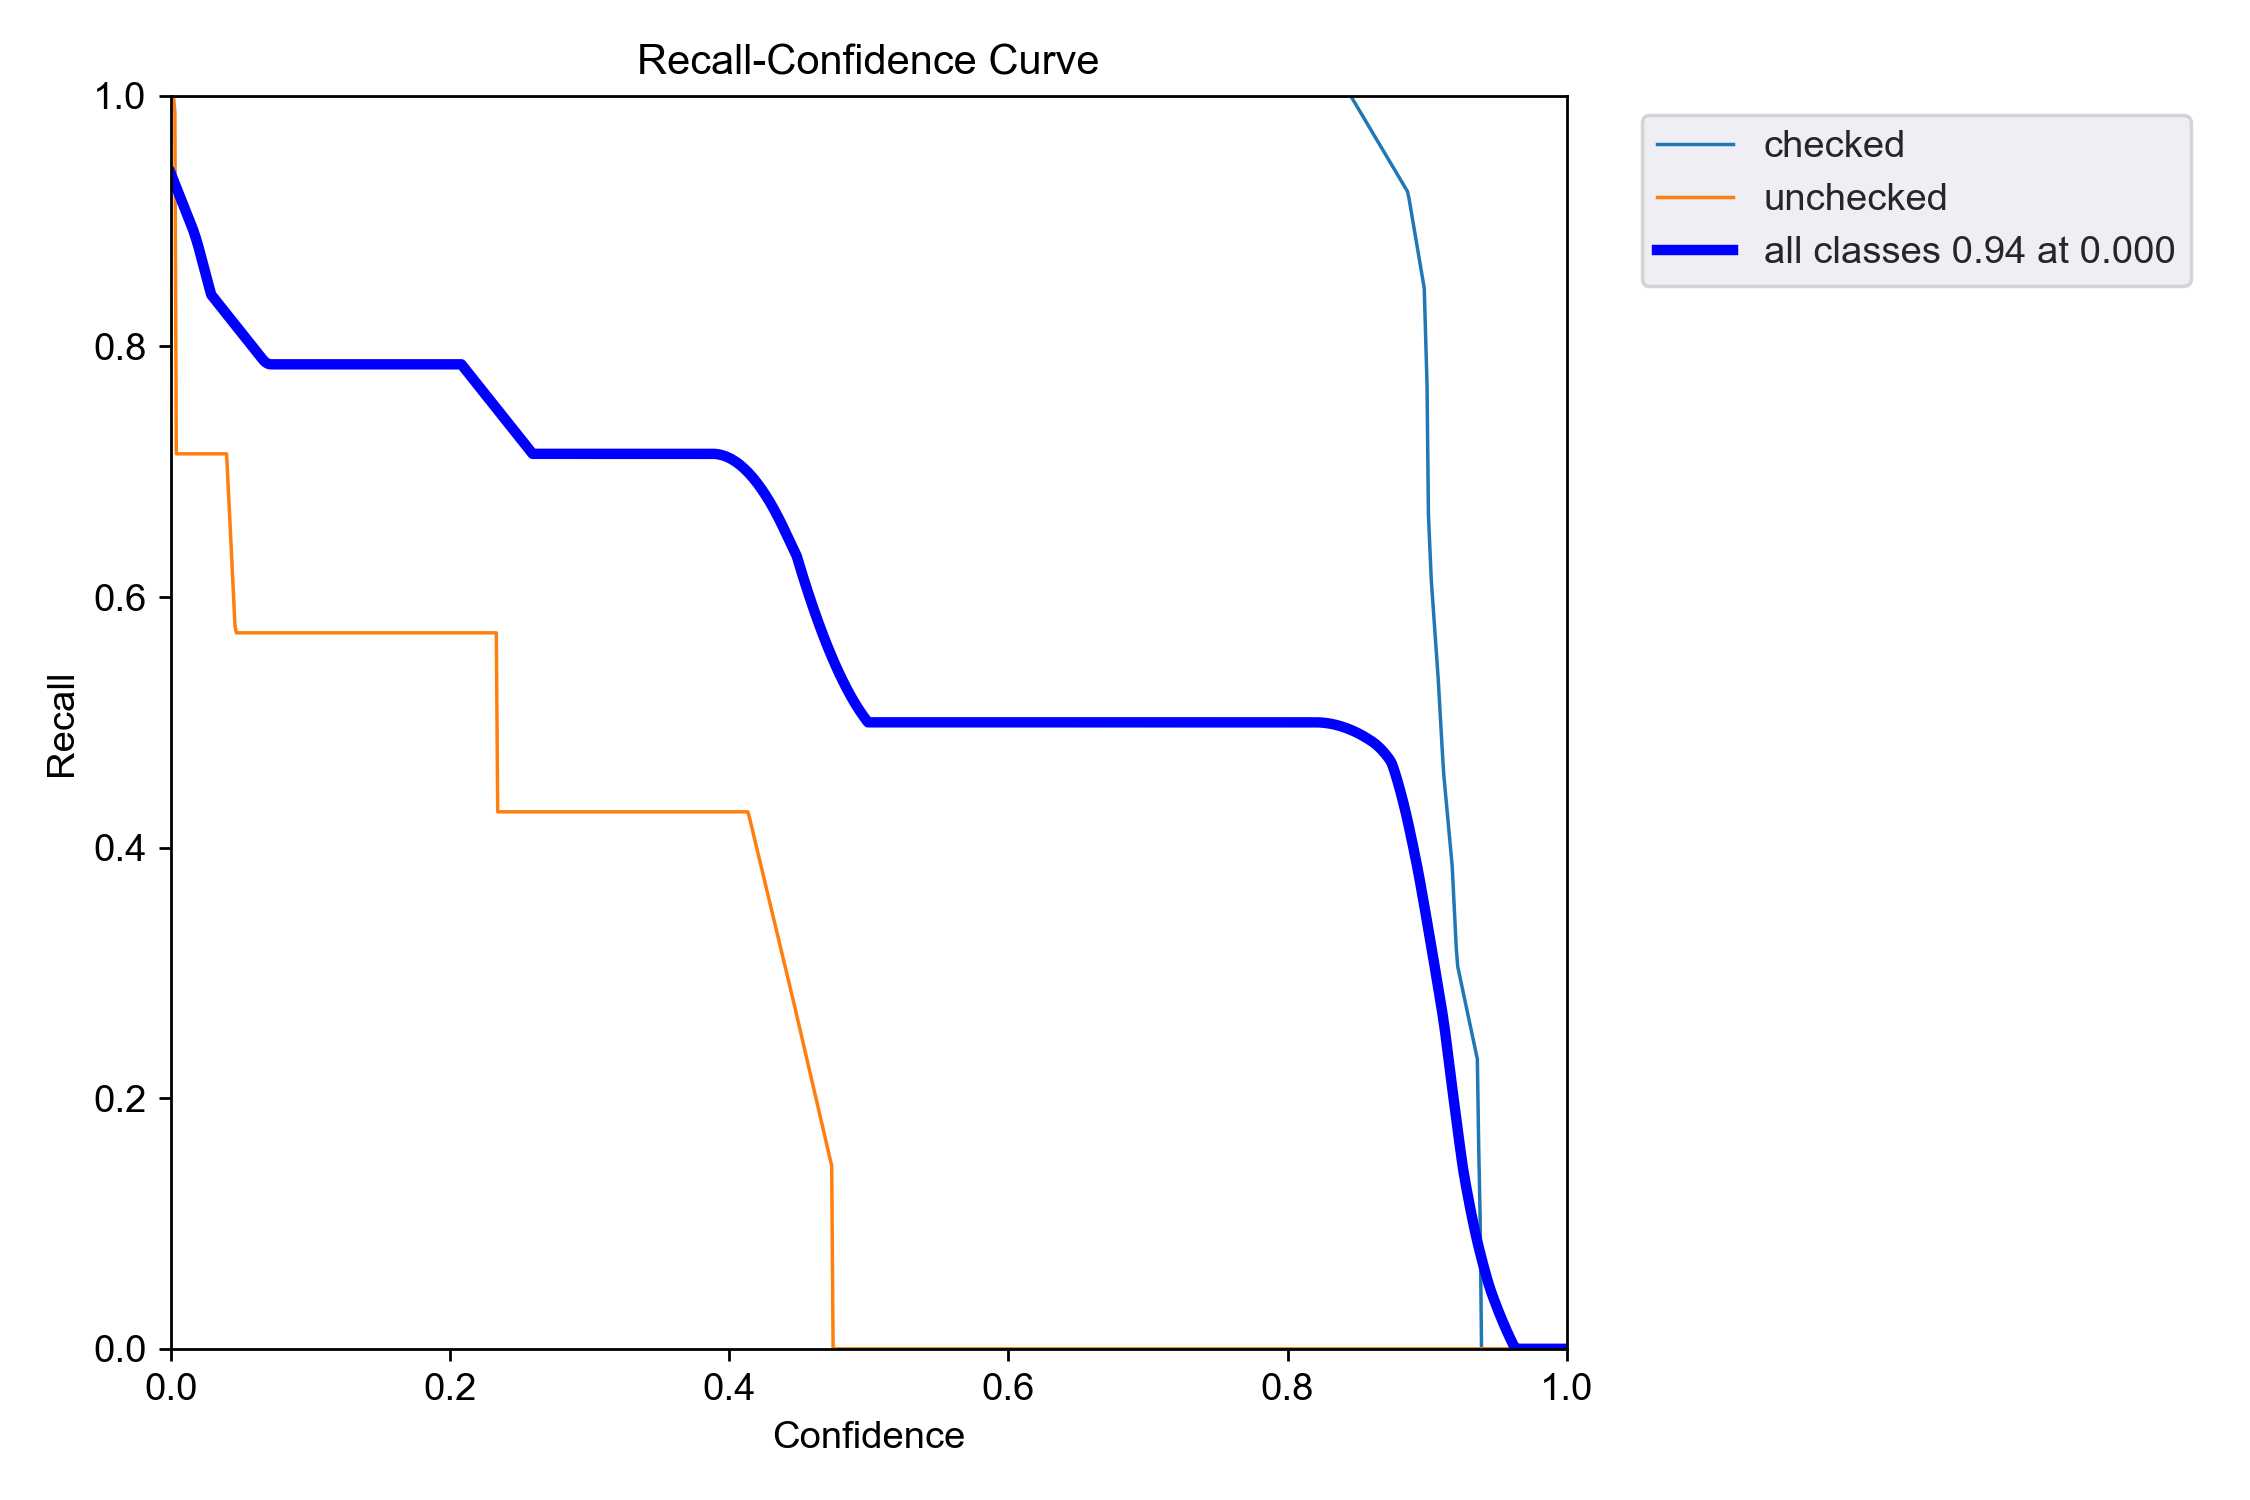 Recall-Confidence Curve
1.0
0.8
0.6
0.4
0.2
0.0
Recall
0.0 0.2 0.4 0.6 0.8 1.0
Confidence
checked
unchecked
all classes 0.94 at 0.000